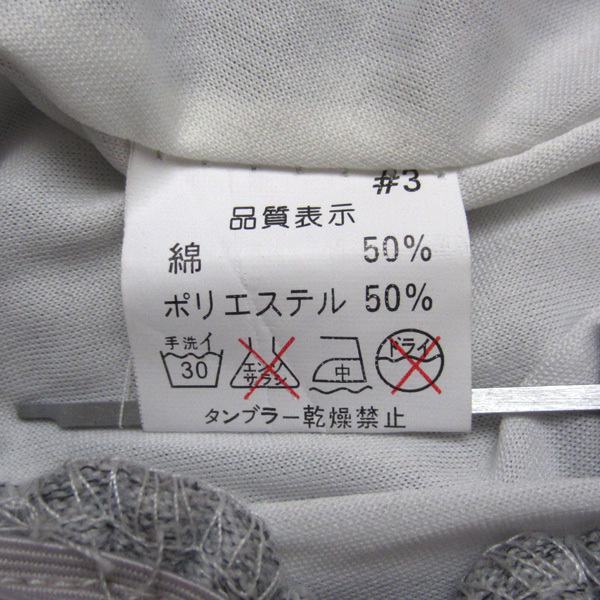 #3
品質表示
綿 50%
ポリエステル 50%
手洗イ
30
エンソ
サラシ
中
ドライ
タンブラー乾燥禁止